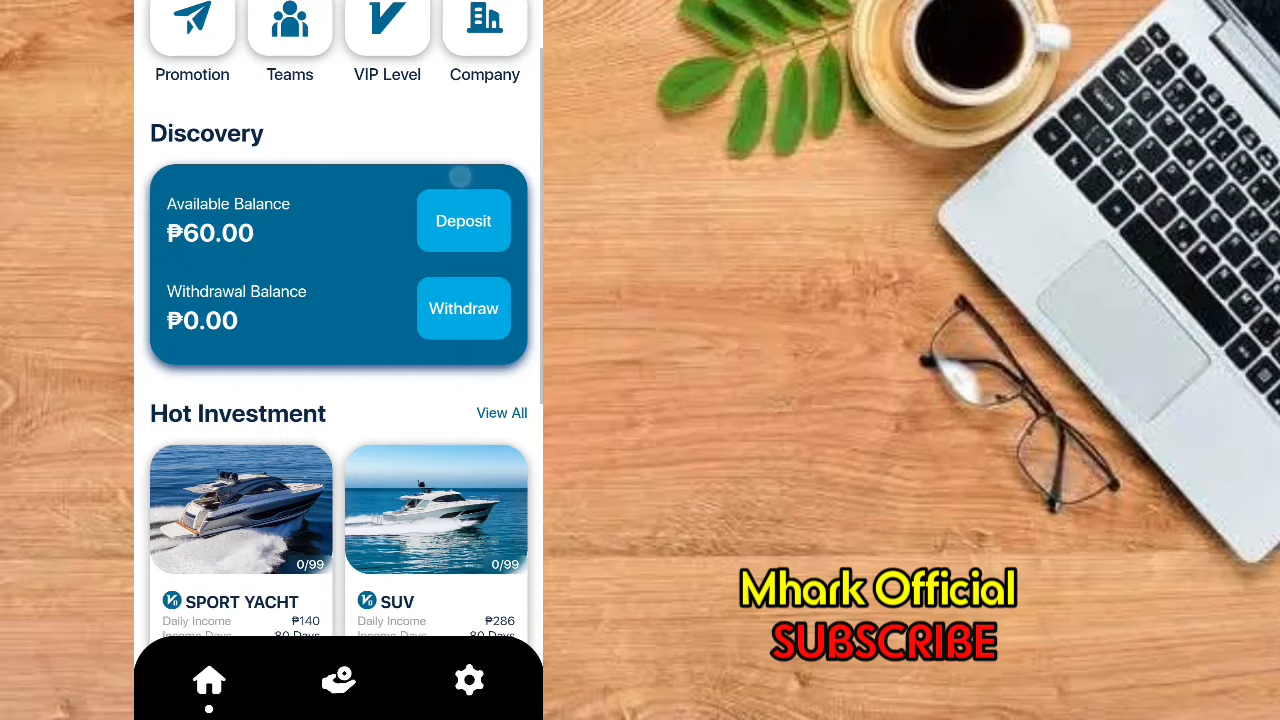 Promotion Teams VIP Level Company
Discovery
Available Balance
₱60.00
Deposit
Withdrawal Balance
₱0.00
Withdraw
Hot Investment View All
0/99 0/99
SPORT YACHT SUV
Daily Income ₱140 Daily Income ₱286
Income Days 80 Days Income Days 80 Days
Mhark Official
SUBSCRIBE